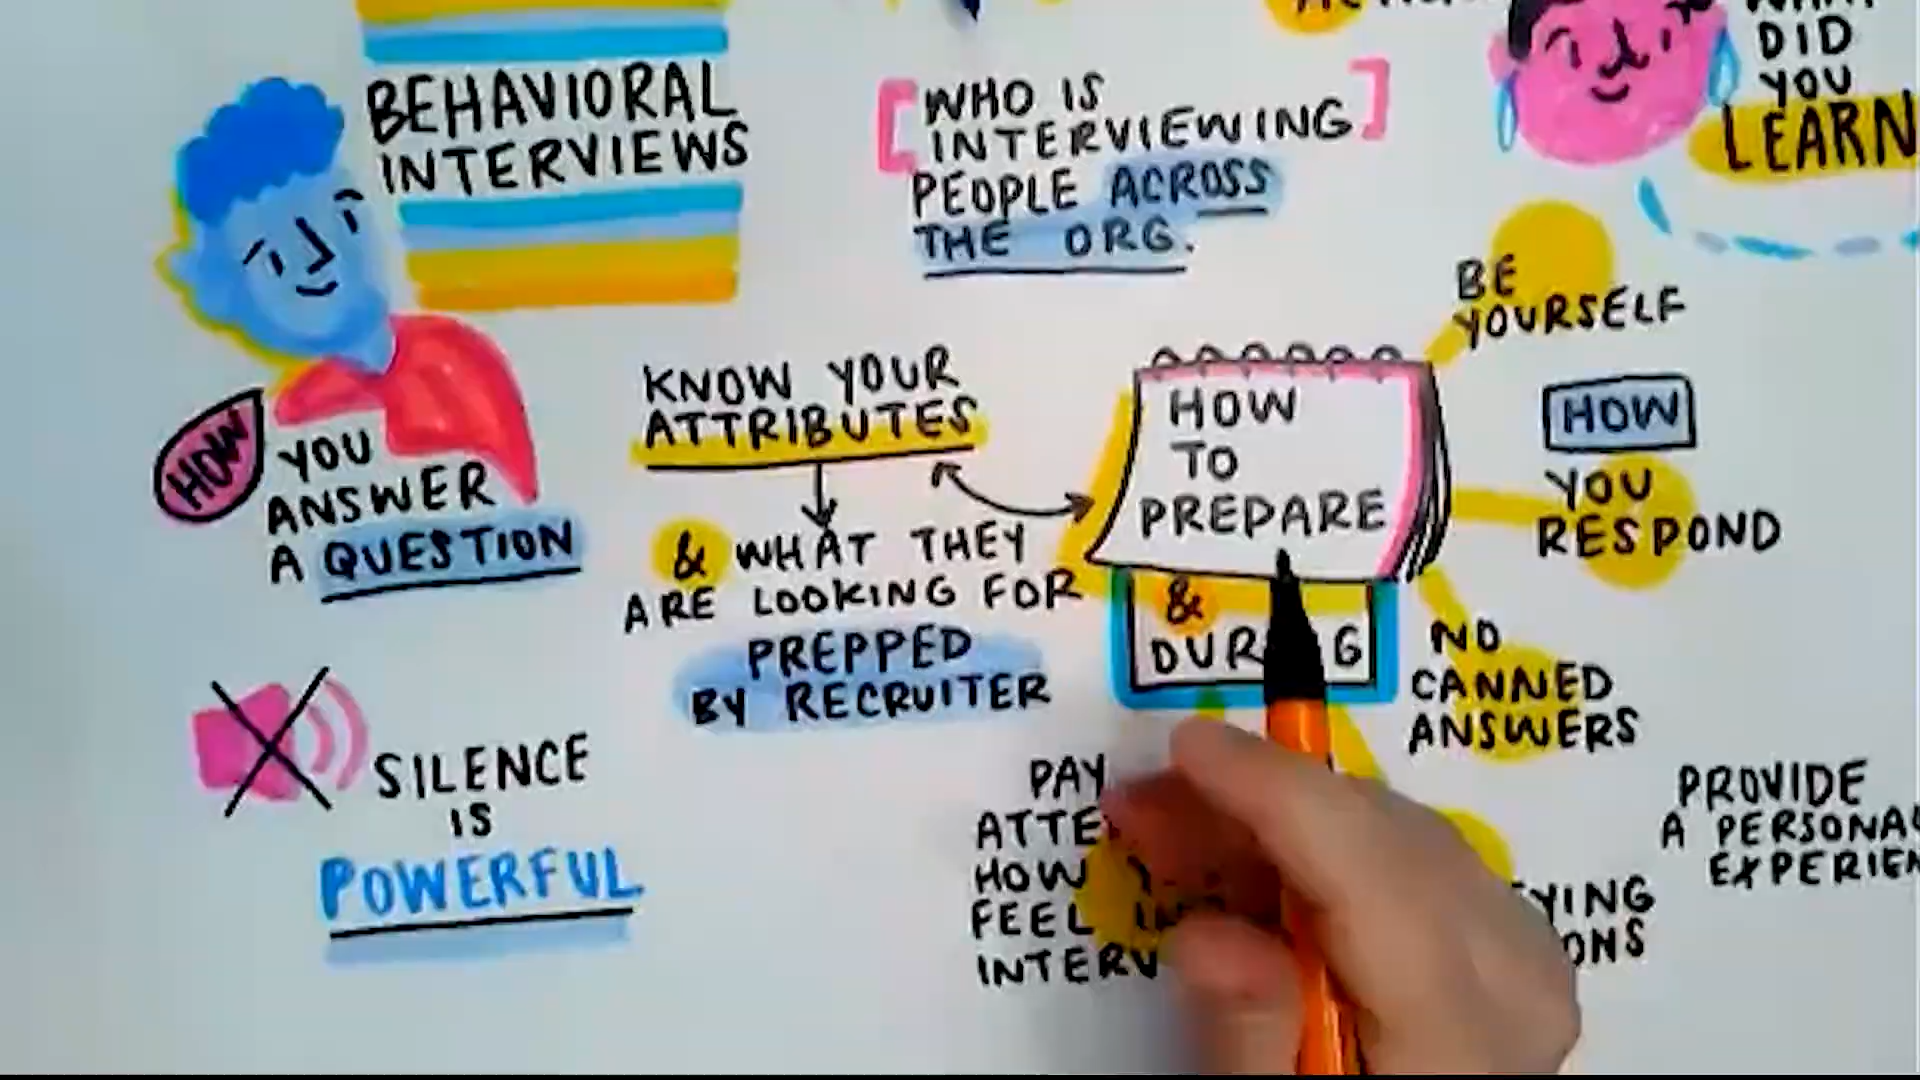 BEHAVIORAL
INTERVIEWS
HOW
YOU
ANSWER
A QUESTION
SILENCE
IS
POWERFUL
[WHO IS
INTERVIEWING]
PEOPLE ACROSS
THE ORG.
KNOW YOUR
ATTRIBUTES
& WHAT THEY
ARE LOOKING FOR
PREPPED
BY RECRUITER
HOW
TO
PREPARE
&
DID
YOU
LEARN
BE
YOURSELF
HOW
YOU
RESPOND
NO
CANNED
ANSWERS
PAY
HOW
FEEL
PROVIDE
A